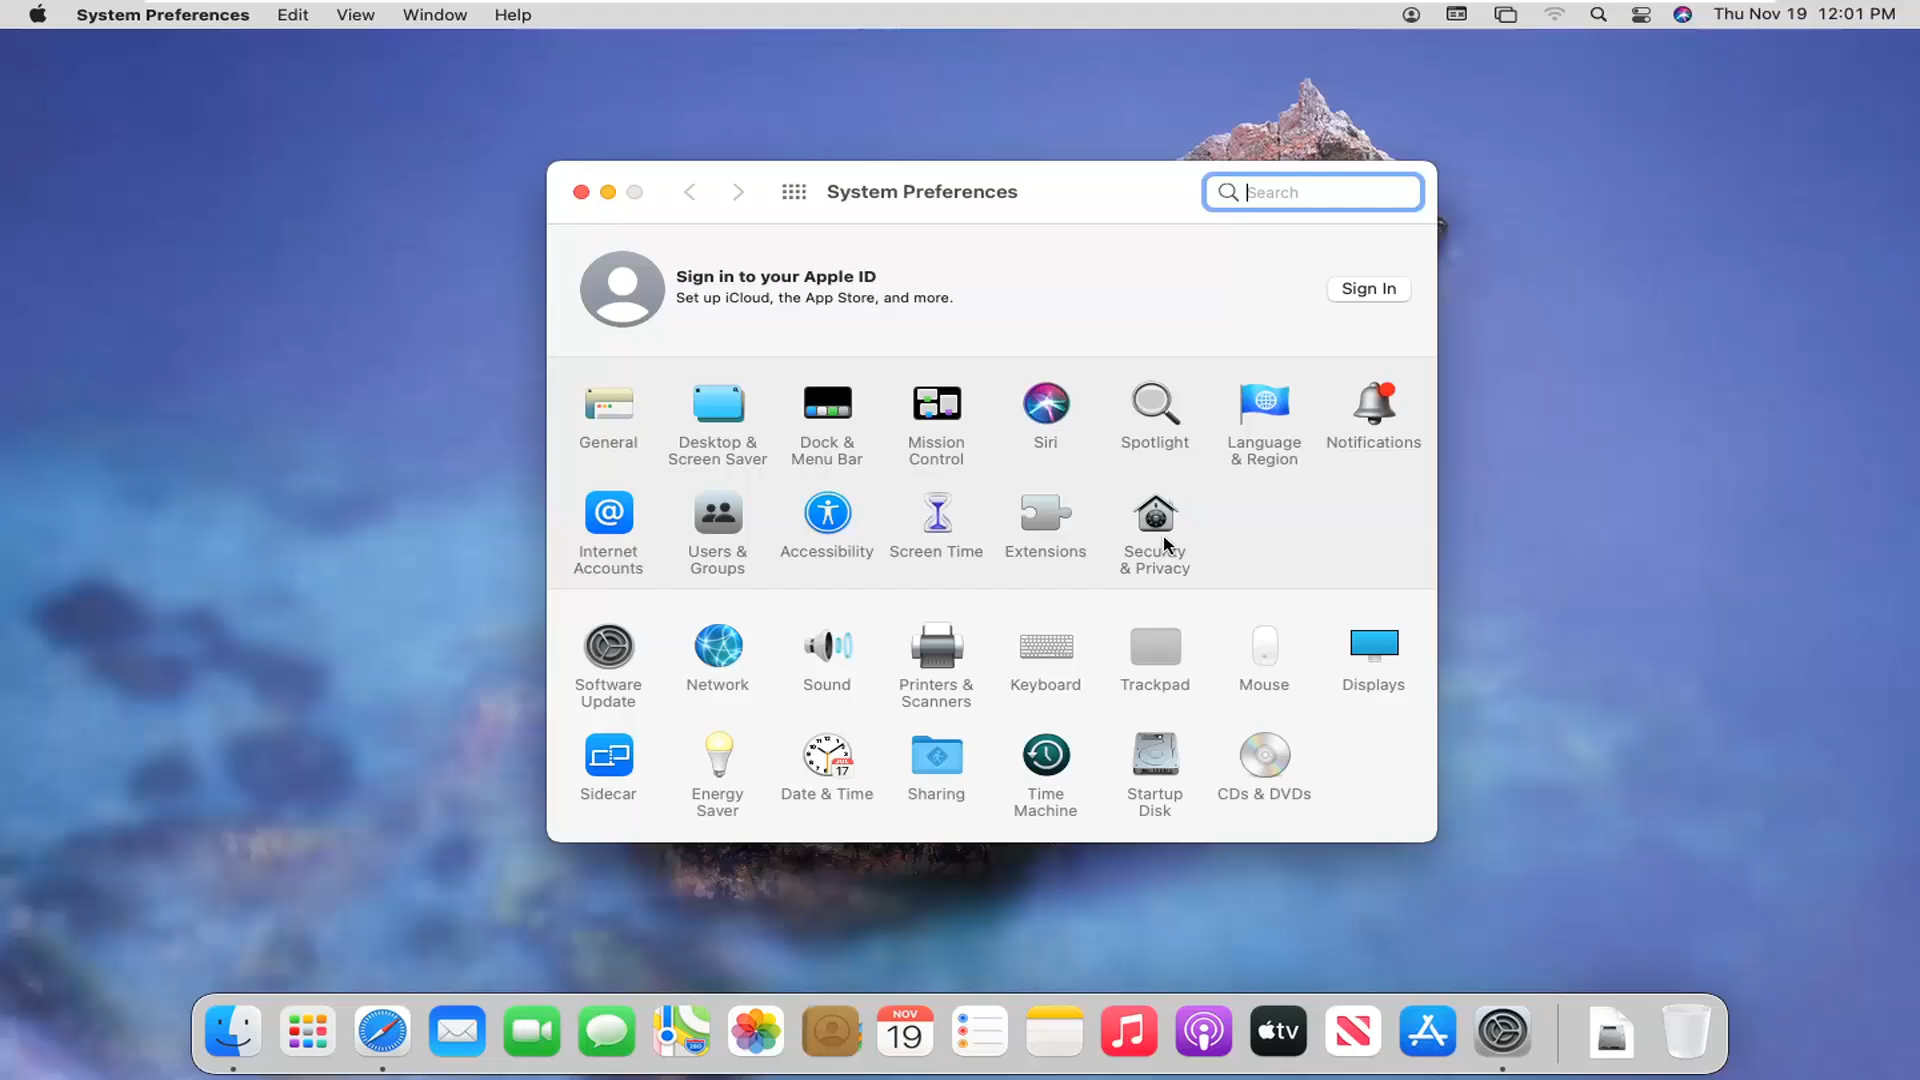 System Preferences Edit View Window Help Thu Nov 19 12:01 PM
System Preferences
Search
Sign in to your Apple ID
Set up iCloud, the App Store, and more.
Sign In
General
Desktop &
Screen Saver
Dock &
Menu Bar
Mission
Control
Siri
Spotlight
Language
& Region
Notifications
Internet
Accounts
Users &
Groups
Accessibility
Screen Time
Extensions
Security
& Privacy
Software
Update
Network
Sound
Printers &
Scanners
Keyboard
Trackpad
Mouse
Displays
JUL
17
Sidecar
Energy
Saver
Date & Time
Sharing
Time
Machine
Startup
Disk
CDs & DVDs
NOV
19
tv